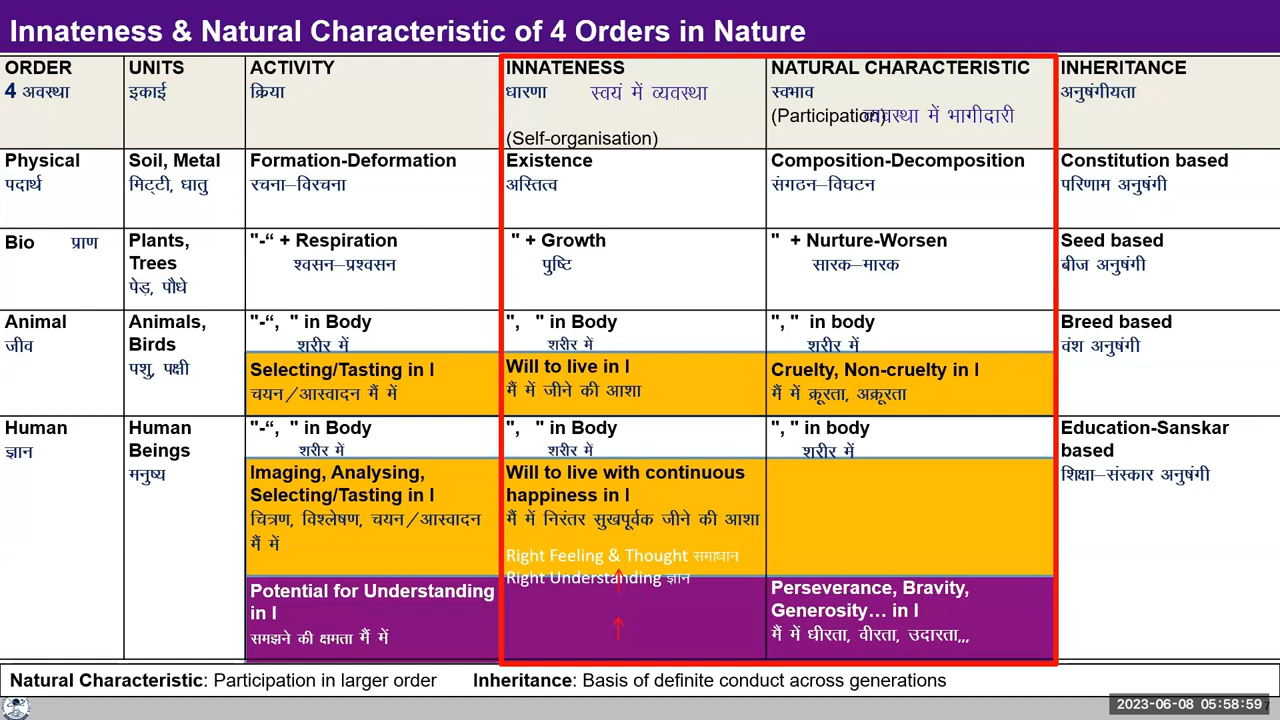 Innateness & Natural Characteristic of 4 Orders in Nature
ORDER
4 अवस्था
UNITS
इकाई
ACTIVITY
क्रिया
INNATENESS
धारणा स्वयं में व्यवस्था
(Self-organisation)
NATURAL CHARACTERISTIC
स्वभाव
(Participation) व्यवस्था में भागीदारी
INHERITANCE
अनुषंगीयता
Physical
पदार्थ
Soil, Metal
मिट्टी, धातु
Formation-Deformation
रचना–विरचना
Existence
अस्तित्व
Composition-Decomposition
संगठन–विघटन
Constitution based
परिणाम अनुषंगी
Bio प्राण
Plants,
Trees
पेड़, पौधे
"-“ + Respiration
श्वसन–प्रश्वसन
" + Growth
पुष्टि
" + Nurture-Worsen
सारक–मारक
Seed based
बीज अनुषंगी
Animal
जीव
Animals,
Birds
पशु, पक्षी
"-“, " in Body
शरीर में
Selecting/Tasting in I
चयन/आस्वादन मैं में
", " in Body
शरीर में
Will to live in I
मैं में जीने की आशा
", " in body
शरीर में
Cruelty, Non-cruelty in I
मैं में क्रूरता, अक्रूरता
Breed based
वंश अनुषंगी
Human
ज्ञान
Human
Beings
मनुष्य
"-“, " in Body
शरीर में
Imaging, Analysing,
Selecting/Tasting in I
चित्रण, विश्लेषण, चयन/आस्वादन
मैं में
Potential for Understanding
in I
समझने की क्षमता मैं में
", " in Body
शरीर में
Will to live with continuous
happiness in I
मैं में निरंतर सुखपूर्वक जीने की आशा
Right Feeling & Thought समाधान
Right Understanding ज्ञान
", " in body
शरीर में
Perseverance, Bravity,
Generosity… in I
मैं में धीरता, वीरता, उदारता,,,
Education-Sanskar
based
शिक्षा–संस्कार अनुषंगी
Natural Characteristic: Participation in larger order Inheritance: Basis of definite conduct across generations
2023-06-08 05:58:59
7